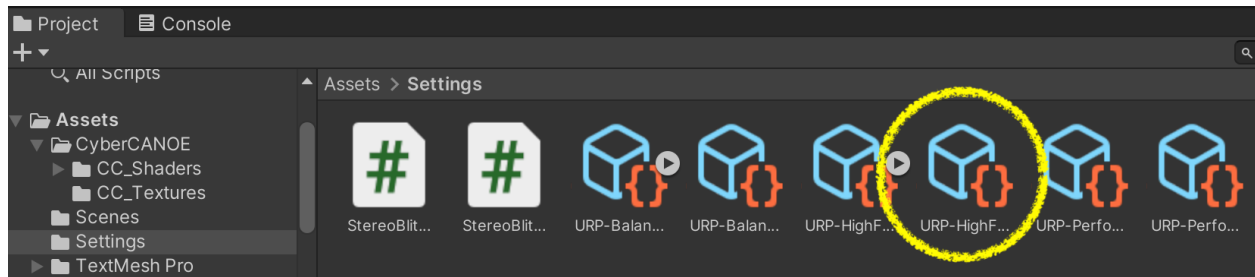 Project
Console
All Scripts
Assets > Settings
Assets
CyberCANOE
CC_Shaders
CC_Textures
Scenes
Settings
TextMesh Pro
StereoBlit...
StereoBlit...
URP-Balan...
URP-Balan...
URP-HighF...
URP-HighF...
URP-Perfo...
URP-Perfo...